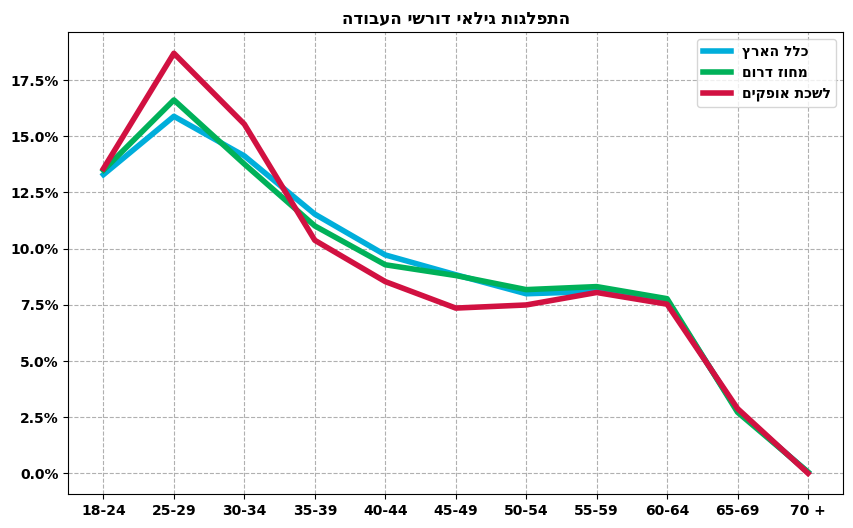 התפלגות גילאי דורשי העבודה
כלל הארץ
מחוז דרום
לשכת אופקים
17.5%
15.0%
12.5%
10.0%
7.5%
5.0%
2.5%
0.0%
18-24 25-29 30-34 35-39 40-44 45-49 50-54 55-59 60-64 65-69 70 +